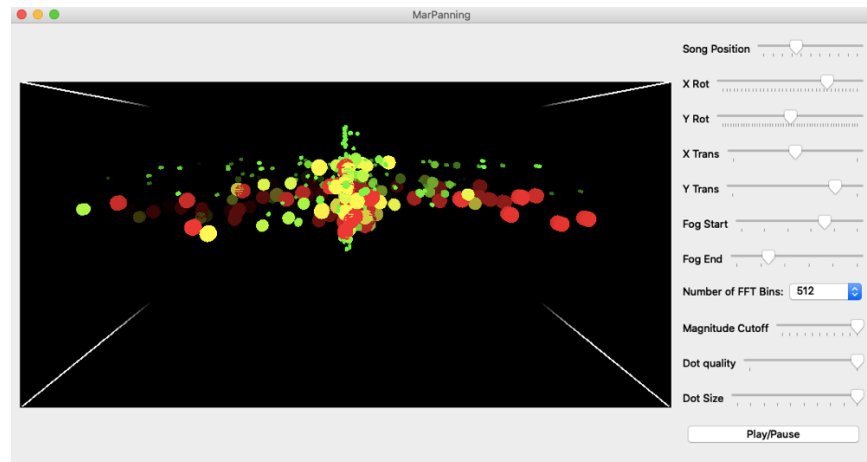 MarPanning
Song Position
X Rot
Y Rot
X Trans
Y Trans
Fog Start
Fog End
Number of FFT Bins: 512
Magnitude Cutoff
Dot quality
Dot Size
Play/Pause